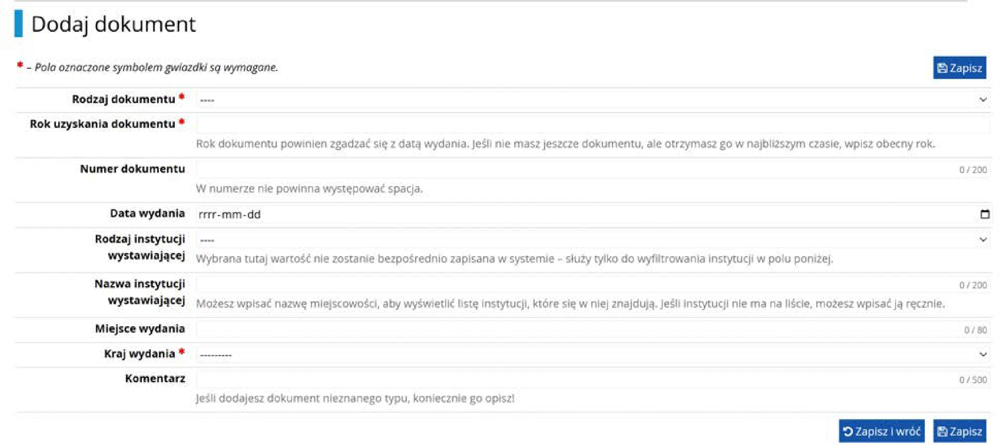 Dodaj dokument
* – Pola oznaczone symbolem gwiazdki są wymagane.
Zapisz
Rodzaj dokumentu *
----
Rok uzyskania dokumentu *
Rok dokumentu powinien zgadzać się z datą wydania. Jeśli nie masz jeszcze dokumentu, ale otrzymasz go w najbliższym czasie, wpisz obecny rok.
Numer dokumentu
0 / 200
W numerze nie powinna występować spacja.
Data wydania
rrrr-mm-dd
Rodzaj instytucji
wystawiającej
----
Wybrana tutaj wartość nie zostanie bezpośrednio zapisana w systemie – służy tylko do wyfiltrowania instytucji w polu poniżej.
Nazwa instytucji
wystawiającej
0 / 200
Możesz wpisać nazwę miejscowości, aby wyświetlić listę instytucji, które się w niej znajdują. Jeśli instytucji nie ma na liście, możesz wpisać ją ręcznie.
Miejsce wydania
0 / 80
Kraj wydania *
---------
Komentarz
0 / 500
Jeśli dodajesz dokument nieznanego typu, koniecznie go opisz!
Zapisz i wróć
Zapisz